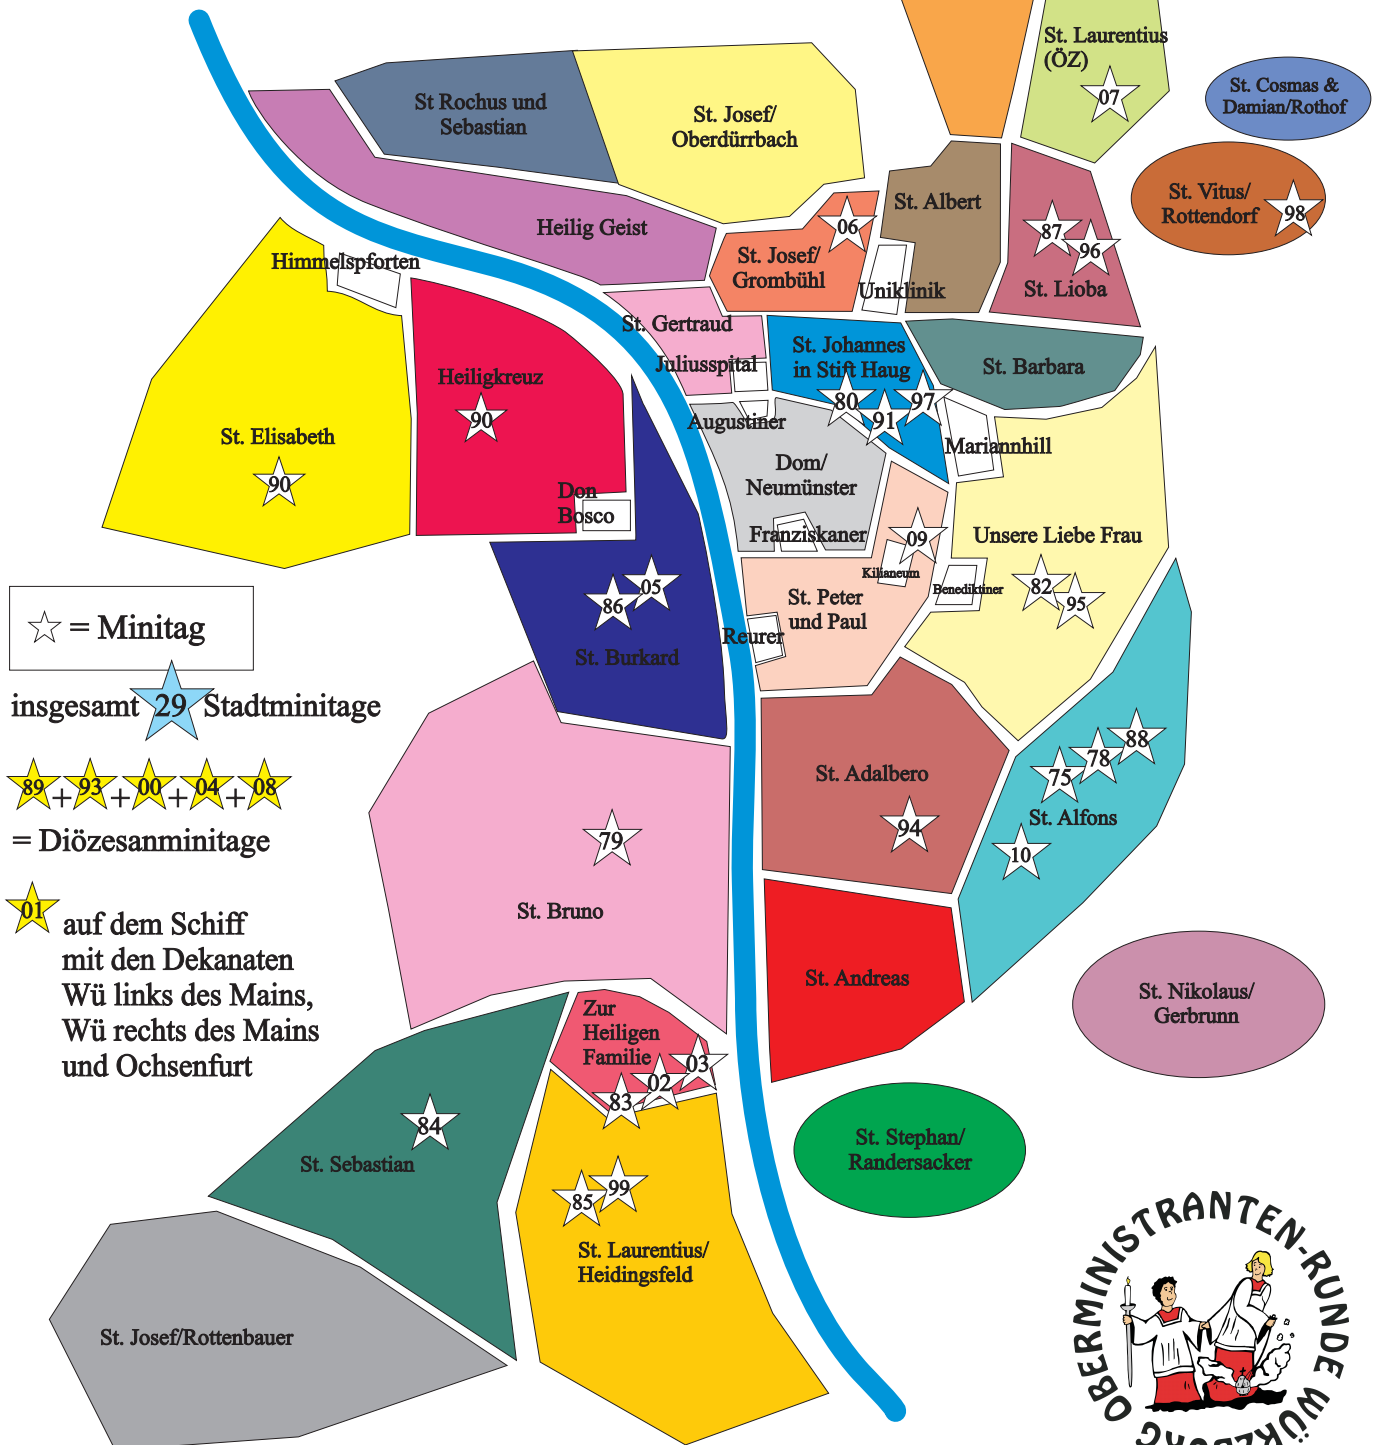 St. Laurentius
(ÖZ)
07
St. Cosmas &
Damian/Rothof
St Rochus und
Sebastian
St. Josef/
Oberdürrbach
St. Vitus/
Rottendorf
98
St. Albert
Heilig Geist
06
St. Josef/
Grombühl
Uniklinik
87
96
St. Lioba
Himmelspforten
St. Gertraud
Juliusspital
St. Johannes
in Stift Haug
80
91
97
St. Barbara
Heiligkreuz
90
St. Elisabeth
90
Augustiner
Mariannhill
Dom/
Neumünster
Franziskaner
Don
Bosco
09
Kilianeum
Unsere Liebe Frau
82
95
Benediktiner
86
05
St. Burkard
St. Peter
und Paul
Reurer
= Minitag
insgesamt 29 Stadtminitage
89 + 93 + 00 + 04 + 08
= Diözesanminitage
01
auf dem Schiff
mit den Dekanaten
Wü links des Mains,
Wü rechts des Mains
und Ochsenfurt
St. Adalbero
94
75
78
88
St. Alfons
10
79
St. Bruno
St. Andreas
St. Nikolaus/
Gerbrunn
Zur
Heiligen
Familie
83
02
03
84
St. Sebastian
St. Stephan/
Randersacker
85
99
St. Laurentius/
Heidingsfeld
St. Josef/Rottenbauer
OBERMINISTRANTEN-RUNDE WÜRZBURG